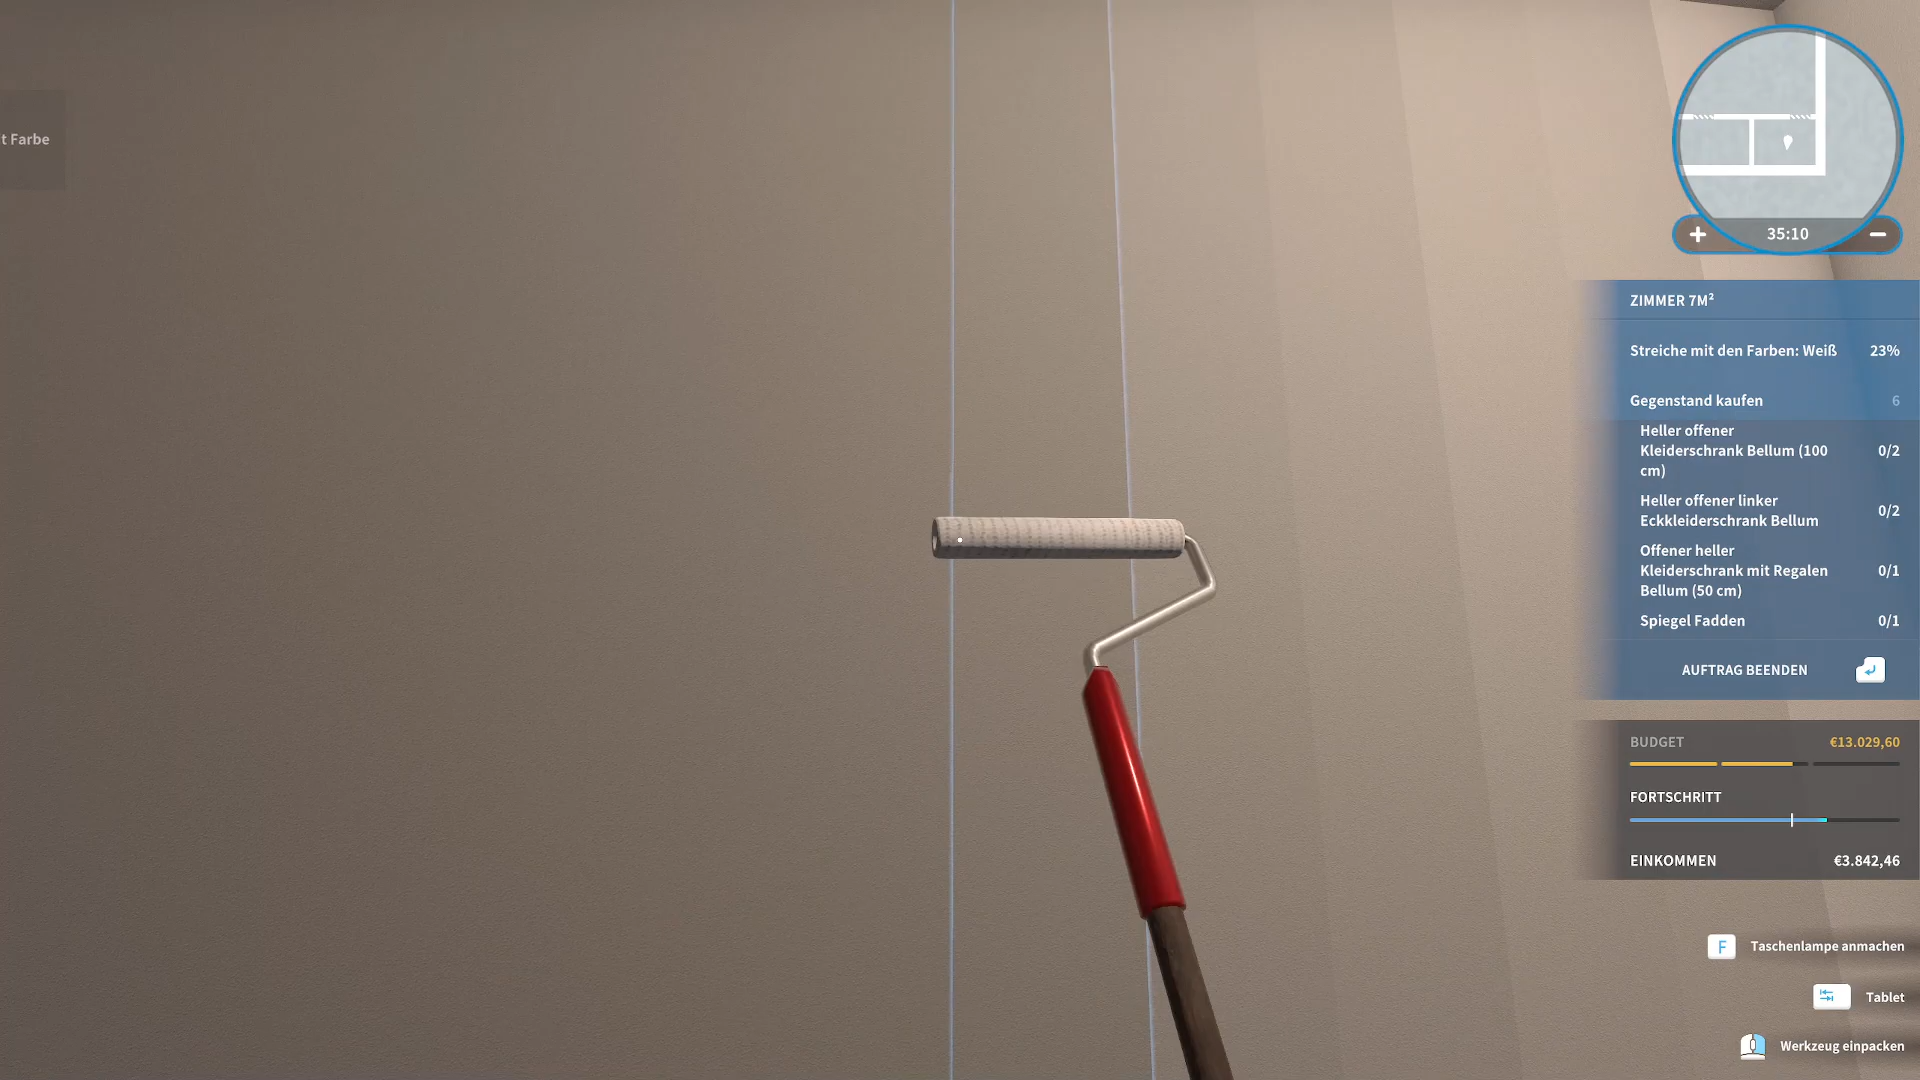 t Farbe
35:10
ZIMMER 7M²
Streiche mit den Farben: Weiß 23%
Gegenstand kaufen 6
Heller offener
Kleiderschrank Bellum (100 0/2
cm)
Heller offener linker
Eckkleiderschrank Bellum 0/2
Offener heller
Kleiderschrank mit Regalen 0/1
Bellum (50 cm)
Spiegel Fadden 0/1
AUFTRAG BEENDEN
BUDGET €13.029,60
FORTSCHRITT
EINKOMMEN €3.842,46
F Taschenlampe anmachen
Tablet
Werkzeug einpacken